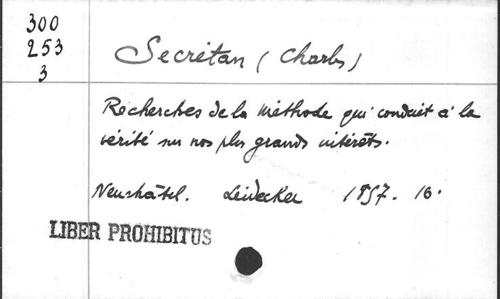 300
253
3
Secrétan (Charles)
Recherches de la Méthode qui conduit à la
vérité sur nos plus grands intérêts.
Neuchâtel. Leidecker 1857. 16.
LIBER PROHIBITUS